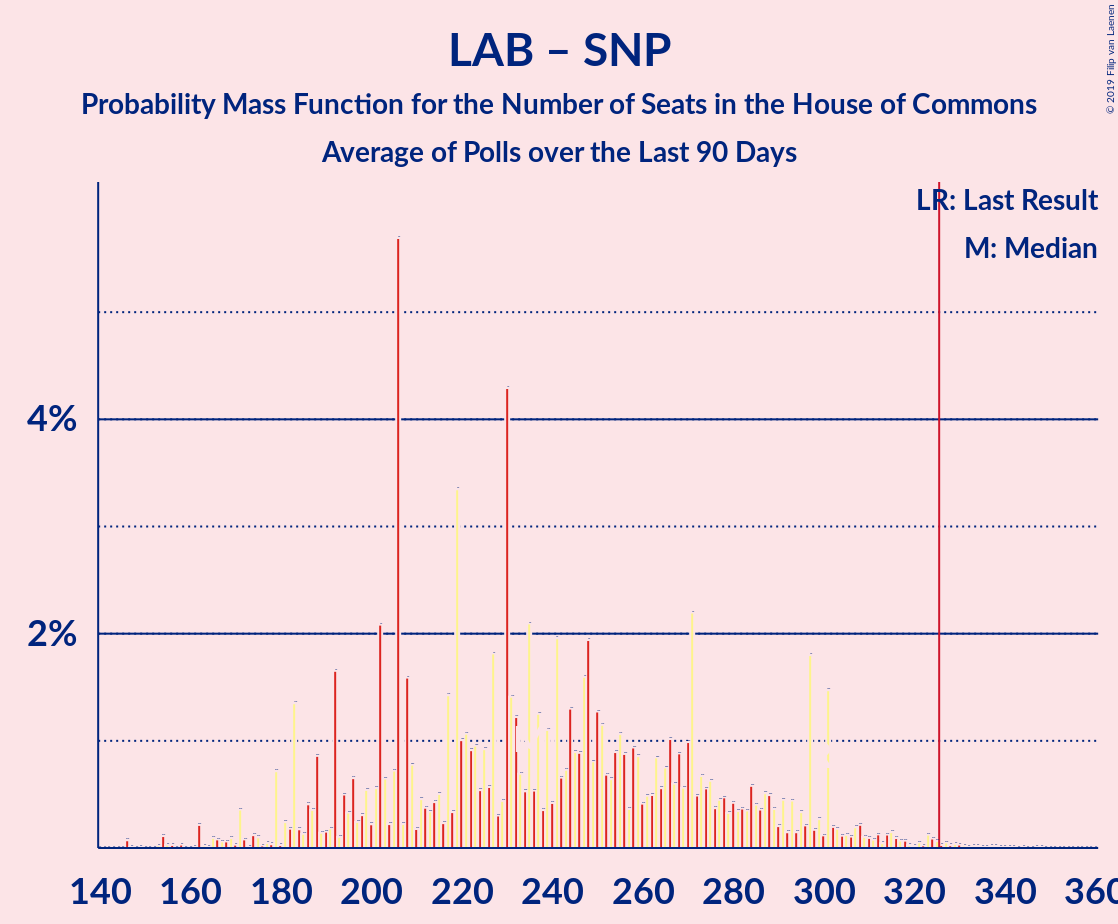 LAB – SNP
Probability Mass Function for the Number of Seats in the House of Commons
Average of Polls over the Last 90 Days
© 2019 Filip van Laenen
LR: Last Result
M: Median
4%
2%
140 160 180 200 220 240 260 280 300 320 340 360